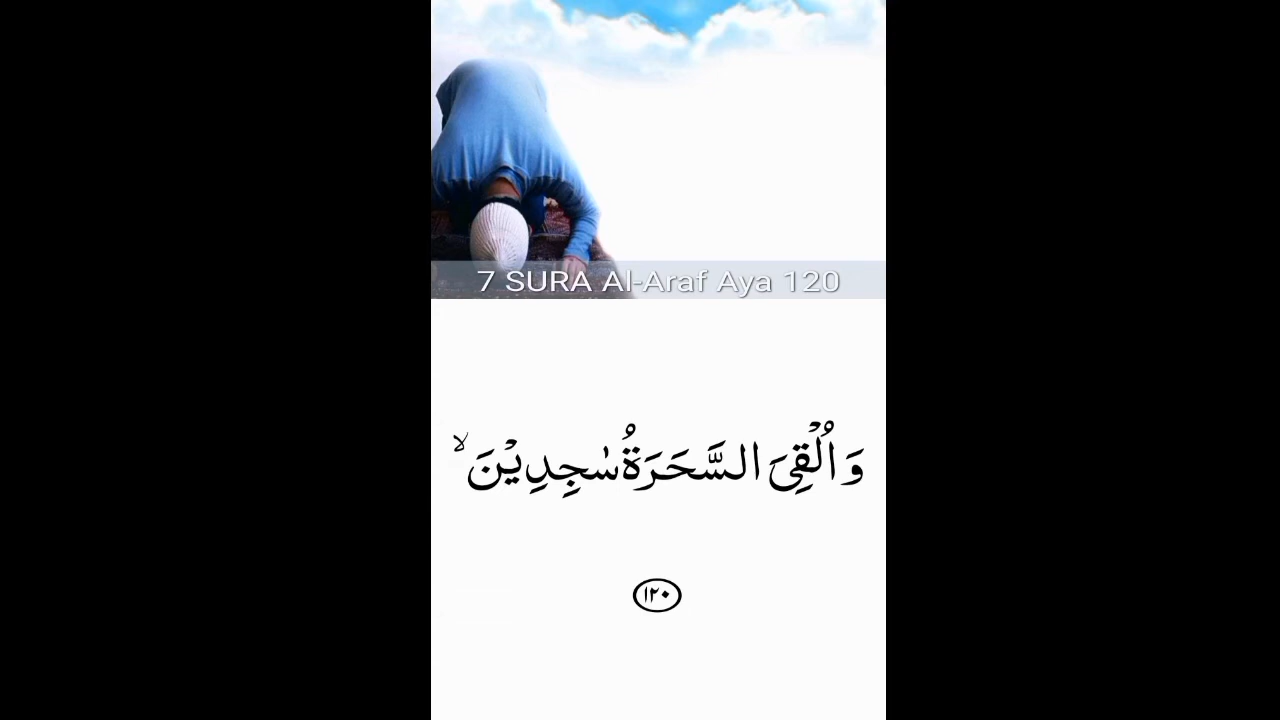 7 SURA Al-Araf Aya 120
وَ اُلْقِىَ السَّحَرَةُ سٰجِدِيْنَ ۙ
١٢٠